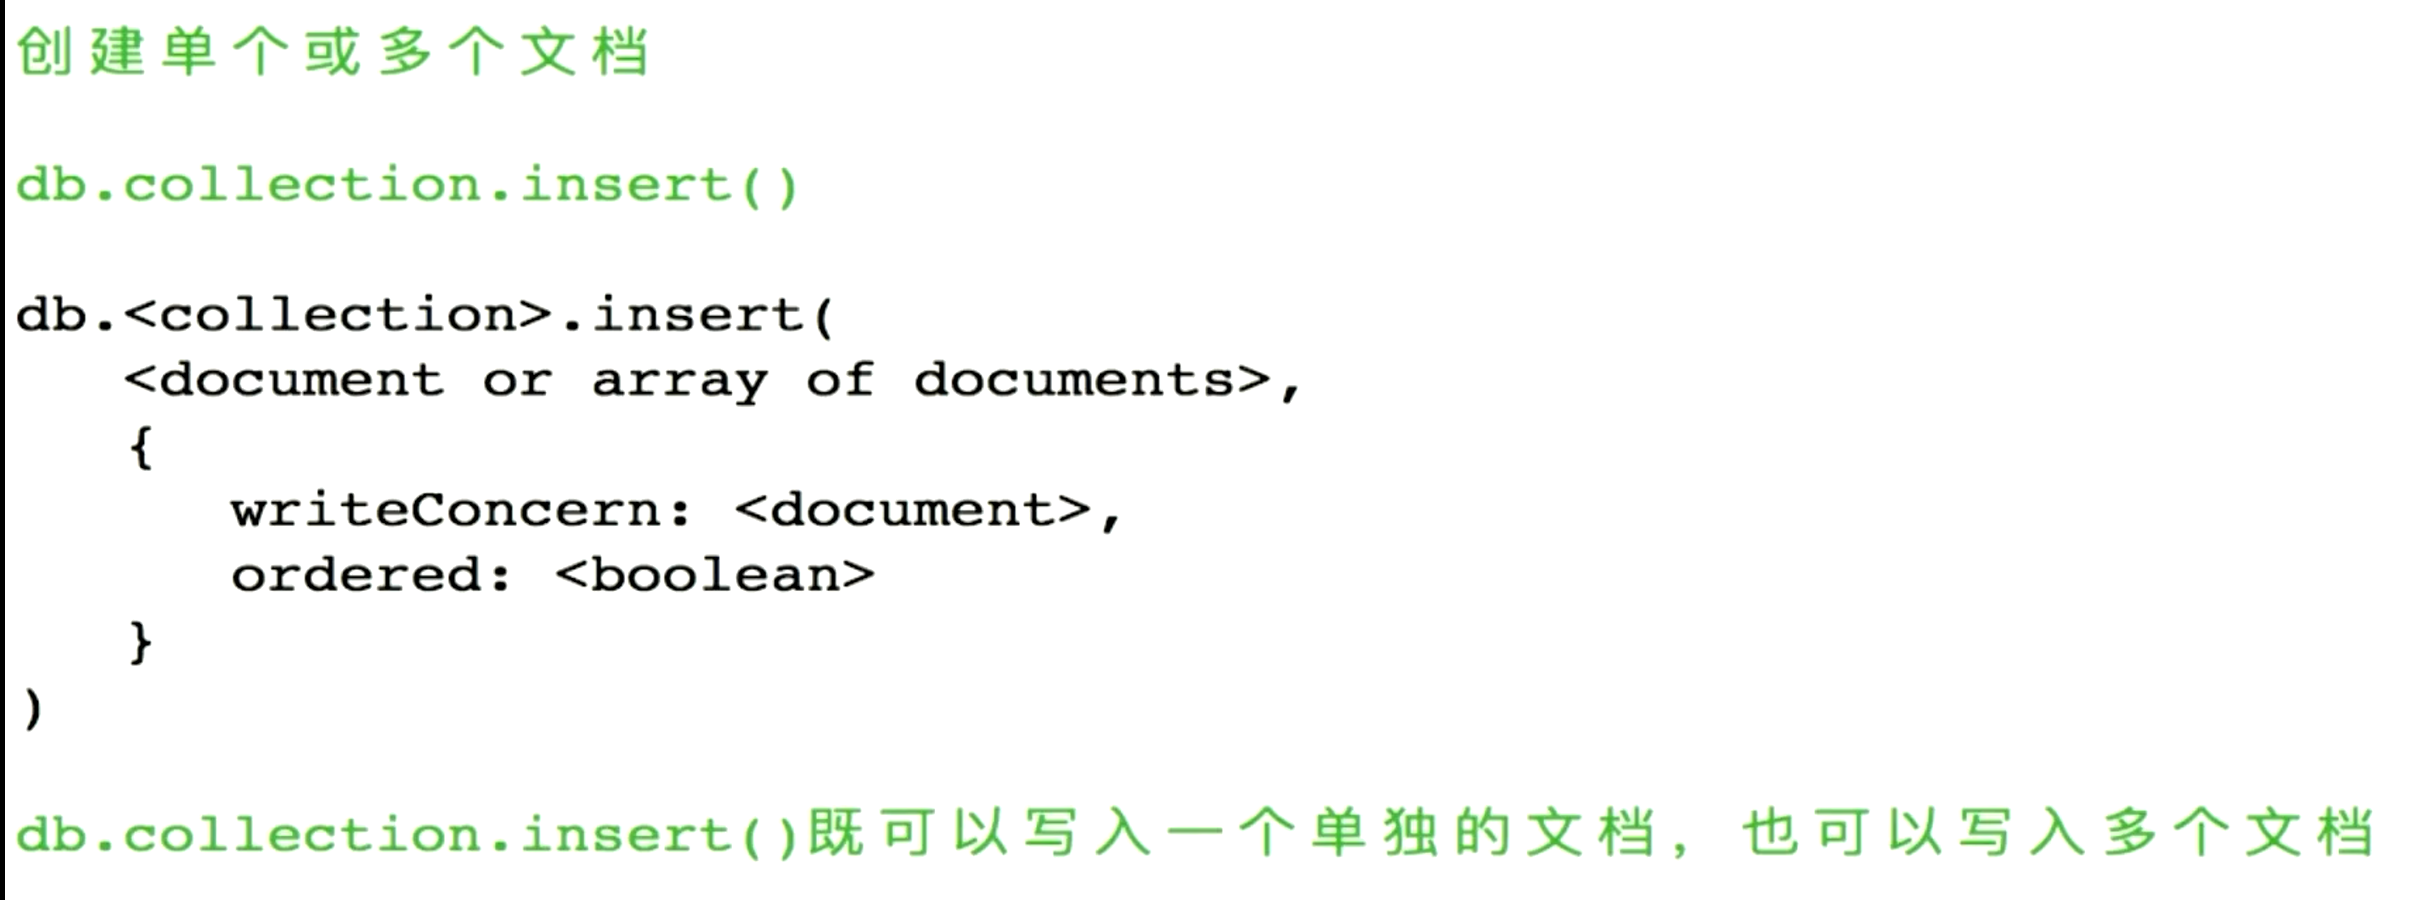 创建单个或多个文档
db.collection.insert()
db.<collection>.insert(
   <document or array of documents>,
   {
      writeConcern: <document>,
      ordered: <boolean>
   }
)
db.collection.insert()既可以写入一个单独的文档，也可以写入多个文档